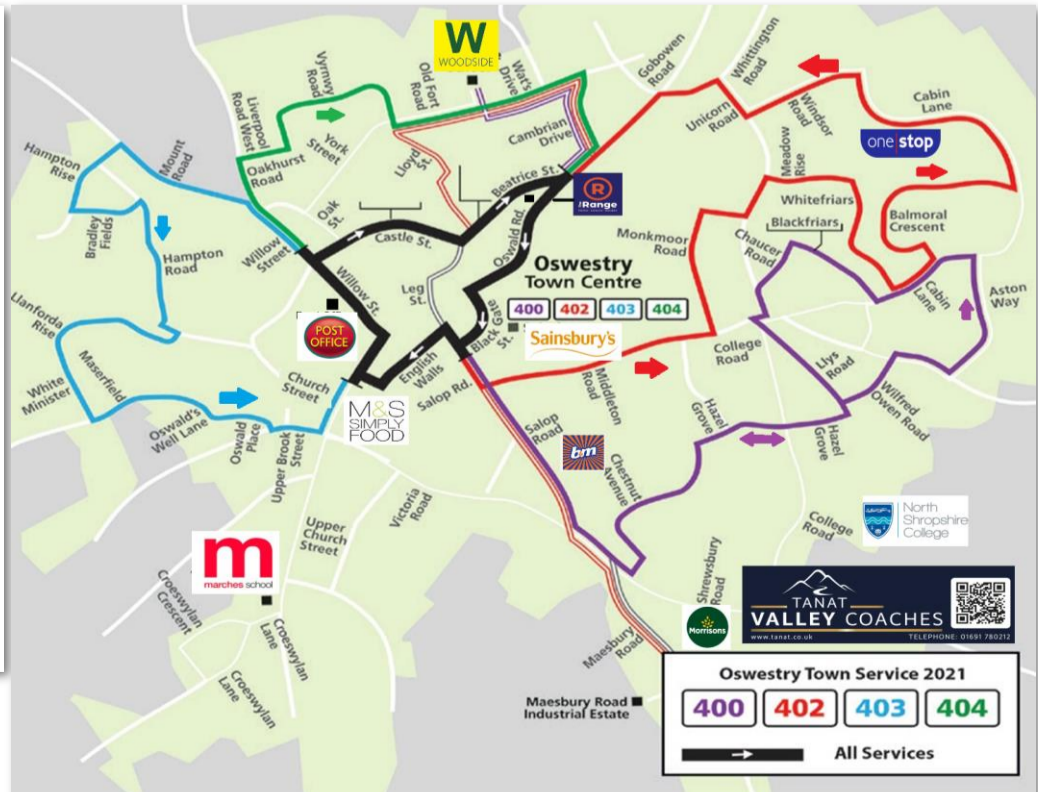 W
WOODSIDE
Vyrnwy
Road
Liverpool
Road West
Old Fort
Road
Wat's
Drive
Gobowen
Road
Whittington
Road
Cabin
Lane
Windsor
Road
Unicorn
Road
one stop
Hampton
Rise
Mount
Road
York
Street
Oakhurst
Road
Lloyd
St.
Cambrian
Drive
Meadow
Rise
Beatrice St.
R
The Range
Whitefriars
Blackfriars
Balmoral
Crescent
Oak
St.
Castle St.
Bradley
Fields
Hampton
Road
Willow
Street
Oswald Rd.
Monkmoor
Road
Chaucer
Road
Oswestry
Town Centre
400
402
403
404
Leg
St.
Willow St.
Cabin
Lane
Aston
Way
Llanforda
Rise
POST
OFFICE
Black Gate
St.
Sainsbury's
College
Road
Llys
Road
English
Walls
Salop Rd.
Maserfield
White
Minister
Church
Street
M&S
SIMPLY
FOOD
Middleton
Road
Wilfred
Owen Road
Oswald's
Well Lane
Oswald
Place
Upper Brook
Street
Salop
Road
bm
Hazel
Grove
Hazel
Grove
Chestnut
Avenue
Victoria
Road
Upper
Church
Street
North
Shropshire
College
College
Road
m
marches school
Croeswylan
Crescent
Croeswylan
Lane
Croeswylan
Lane
Shrewsbury
Road
Morrisons
TANAT
VALLEY COACHES
www.tanat.co.uk
TELEPHONE: 01691 780212
Maesbury
Road
Maesbury Road
Industrial Estate
Oswestry Town Service 2021
400
402
403
404
All Services